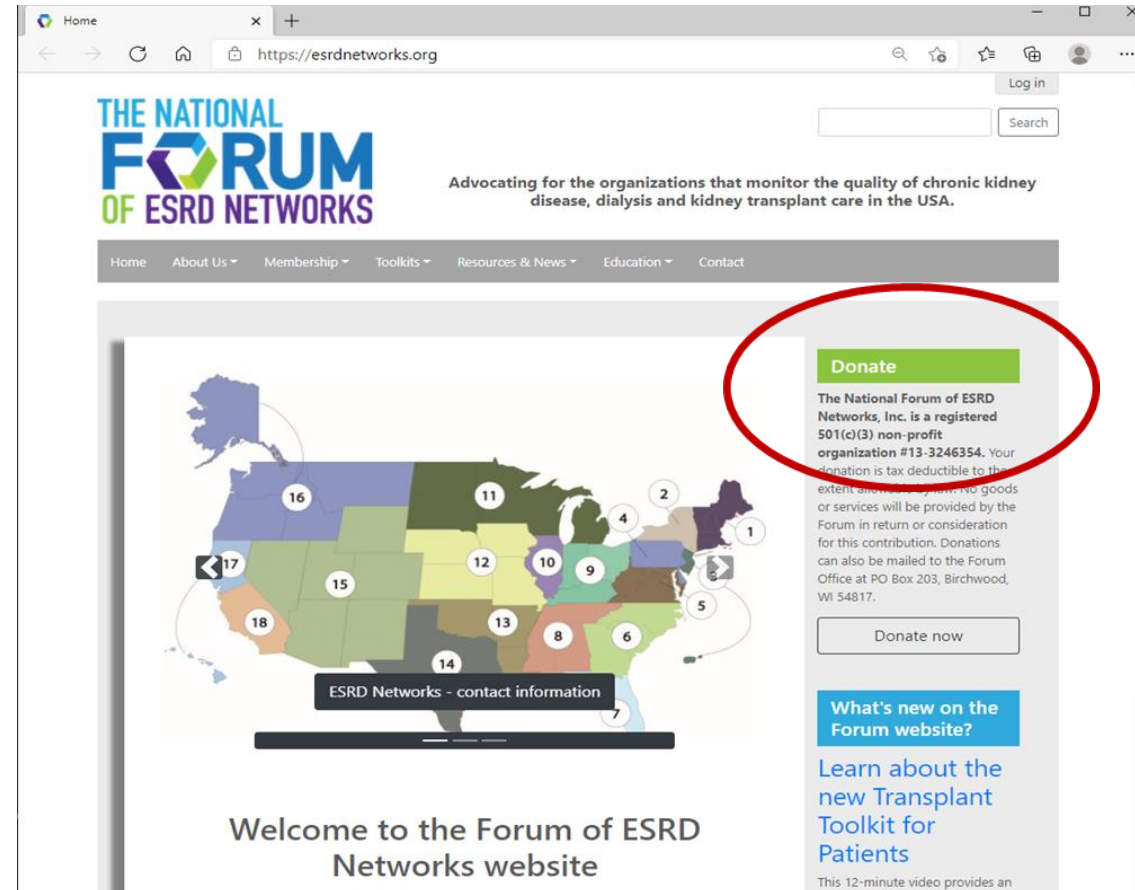 Home
https://esrdnetworks.org
Log in
THE NATIONAL
FORUM
OF ESRD NETWORKS
Search
Advocating for the organizations that monitor the quality of chronic kidney
disease, dialysis and kidney transplant care in the USA.
Home About Us Membership Toolkits Resources & News Education Contact
Donate
The National Forum of ESRD
Networks, Inc. is a registered
501(c)(3) non-profit
organization #13-3246354. Your
donation is tax deductible to the
extent allowable by law. No goods
or services will be provided by the
Forum in return or consideration
for this contribution. Donations
can also be mailed to the Forum
Office at PO Box 203, Birchwood,
WI 54817.
Donate now
16
11
2
4
1
17
15
12
10
9
3
5
18
13
8
6
14
ESRD Networks - contact information
7
What's new on the
Forum website?
Learn about the
new Transplant
Toolkit for
Patients
This 12-minute video provides an
Welcome to the Forum of ESRD
Networks website